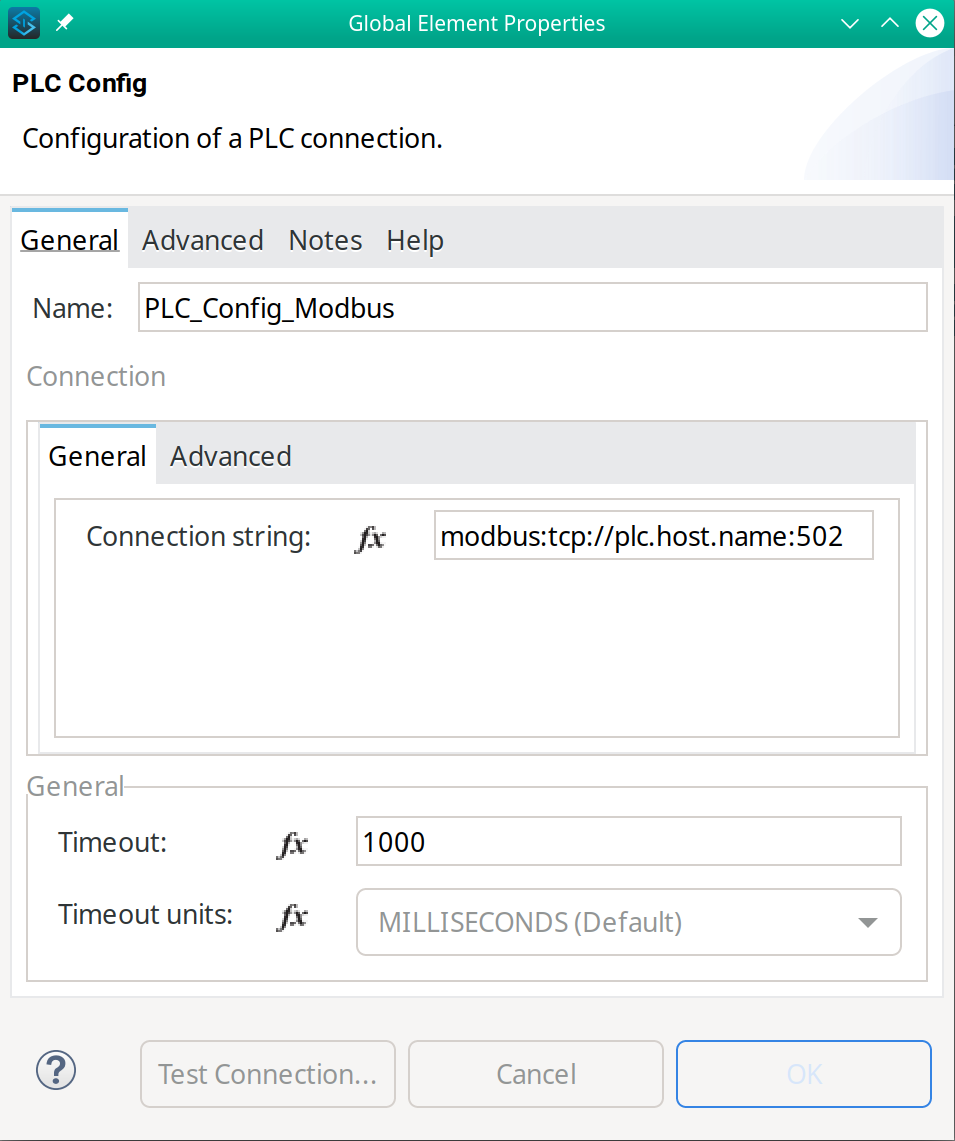 Global Element Properties
PLC Config
Configuration of a PLC connection.
General Advanced Notes Help
Name: PLC_Config_Modbus
Connection
General Advanced
Connection string: fx modbus:tcp://plc.host.name:502
General
Timeout: fx 1000
Timeout units: fx MILLISECONDS (Default)
? Test Connection... Cancel OK